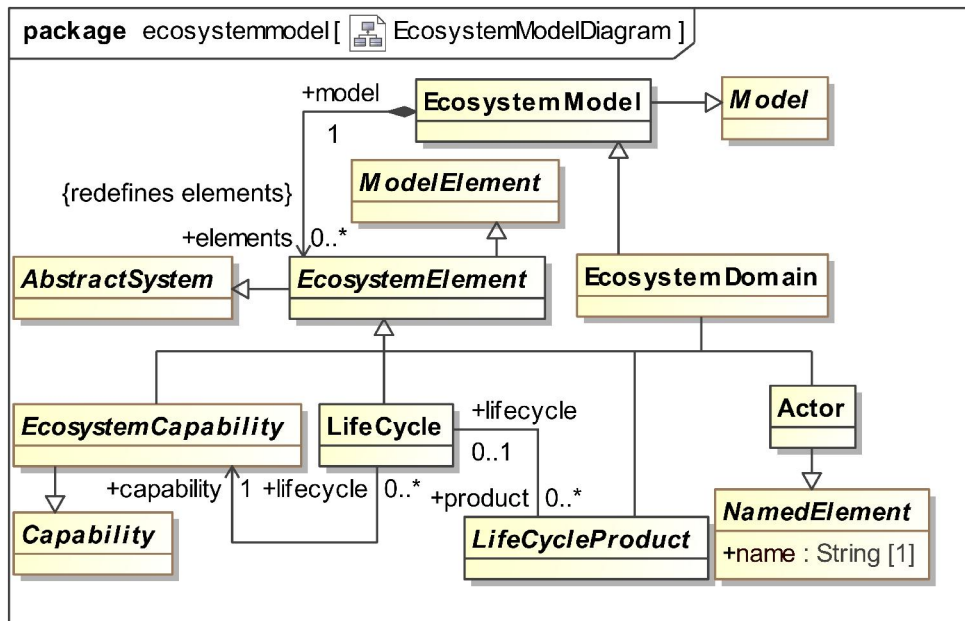 package ecosystemmodel [ EcosystemModelDiagram ]
+model
EcosystemModel
Model
1
ModelElement
{redefines elements}
+elements 0..*
AbstractSystem
EcosystemElement
EcosystemDomain
EcosystemCapability
LifeCycle
+lifecycle
Actor
0..1
+capability 1 +lifecycle 0..*
+product 0..*
Capability
LifeCycleProduct
NamedElement
+name : String [1]